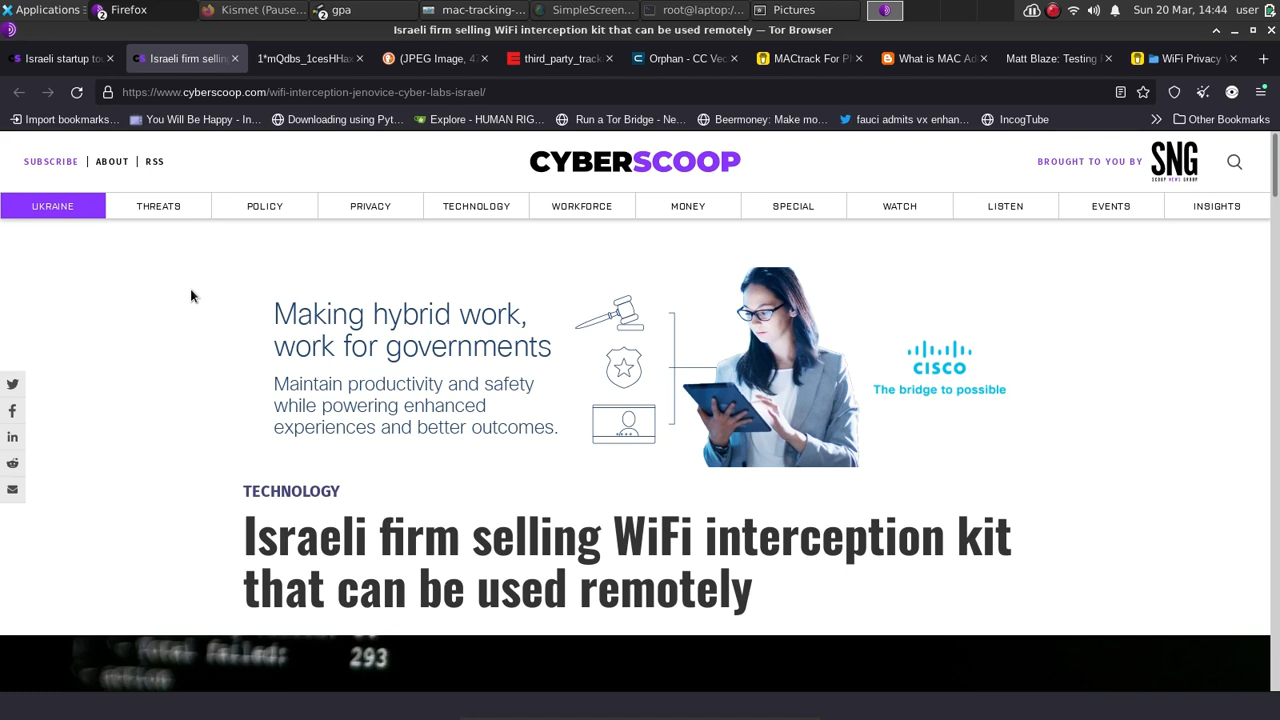 Applications
Firefox
Kismet (Pause...
gpa
mac-tracking-...
SimpleScreen...
root@laptop:/...
Pictures
Sun 20 Mar, 14:44
user
Israeli firm selling WiFi interception kit that can be used remotely — Tor Browser
Israeli startup to
Israeli firm sellin
1*mQdbs_1cesHHa
(JPEG Image, 4
third_party_track
Orphan - CC Vec
MACtrack For P
What is MAC Ad
Matt Blaze: Testing
WiFi Privacy
https://www.cyberscoop.com/wifi-interception-jenovice-cyber-labs-israel/
Import bookmarks...
You Will Be Happy - In...
Downloading using Pyt...
Explore - HUMAN RIG...
Run a Tor Bridge - Ne...
Beermoney: Make mo...
fauci admits vx enhan...
IncogTube
Other Bookmarks
SUBSCRIBE | ABOUT | RSS
CYBERSCOOP
BROUGHT TO YOU BY
SNG
SCOOP NEWS GROUP
UKRAINE
THREATS
POLICY
PRIVACY
TECHNOLOGY
WORKFORCE
MONEY
SPECIAL
WATCH
LISTEN
EVENTS
INSIGHTS
Making hybrid work,
work for governments
Maintain productivity and safety
while powering enhanced
experiences and better outcomes.
CISCO
The bridge to possible
TECHNOLOGY
Israeli firm selling WiFi interception kit
that can be used remotely
failed:
293